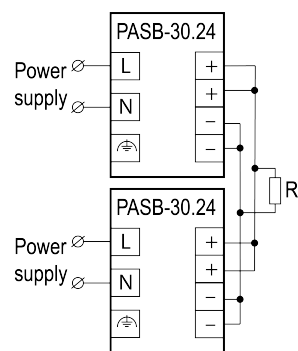 PASB-30.24
Power supply
L
N
+
+
–
–
R
PASB-30.24
Power supply
L
N
+
+
–
–